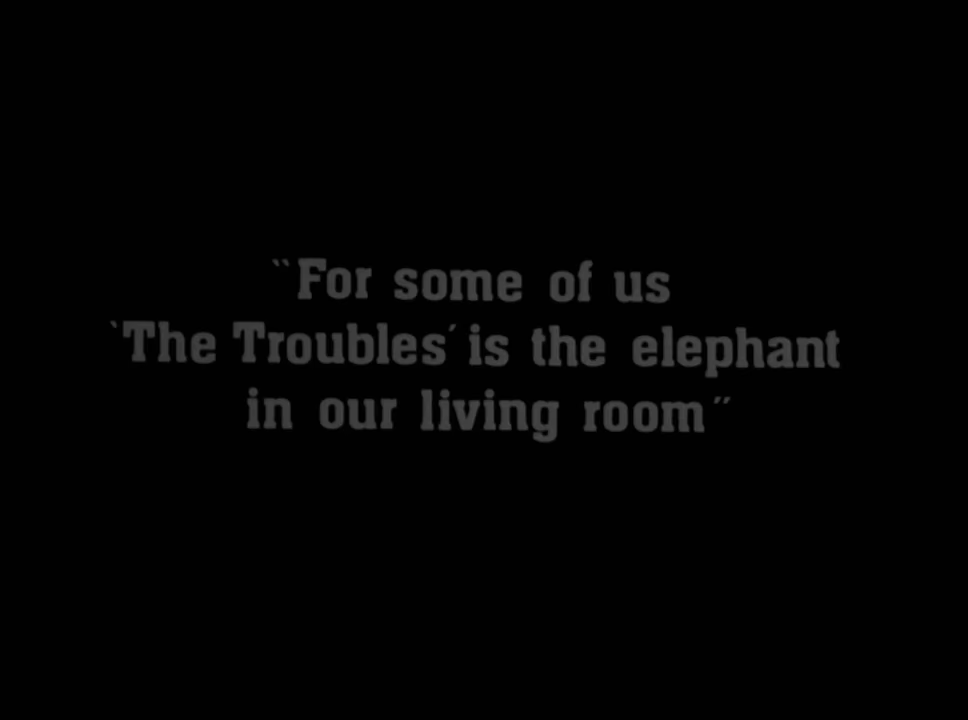 “For some of us
‘The Troubles’ is the elephant
in our living room”